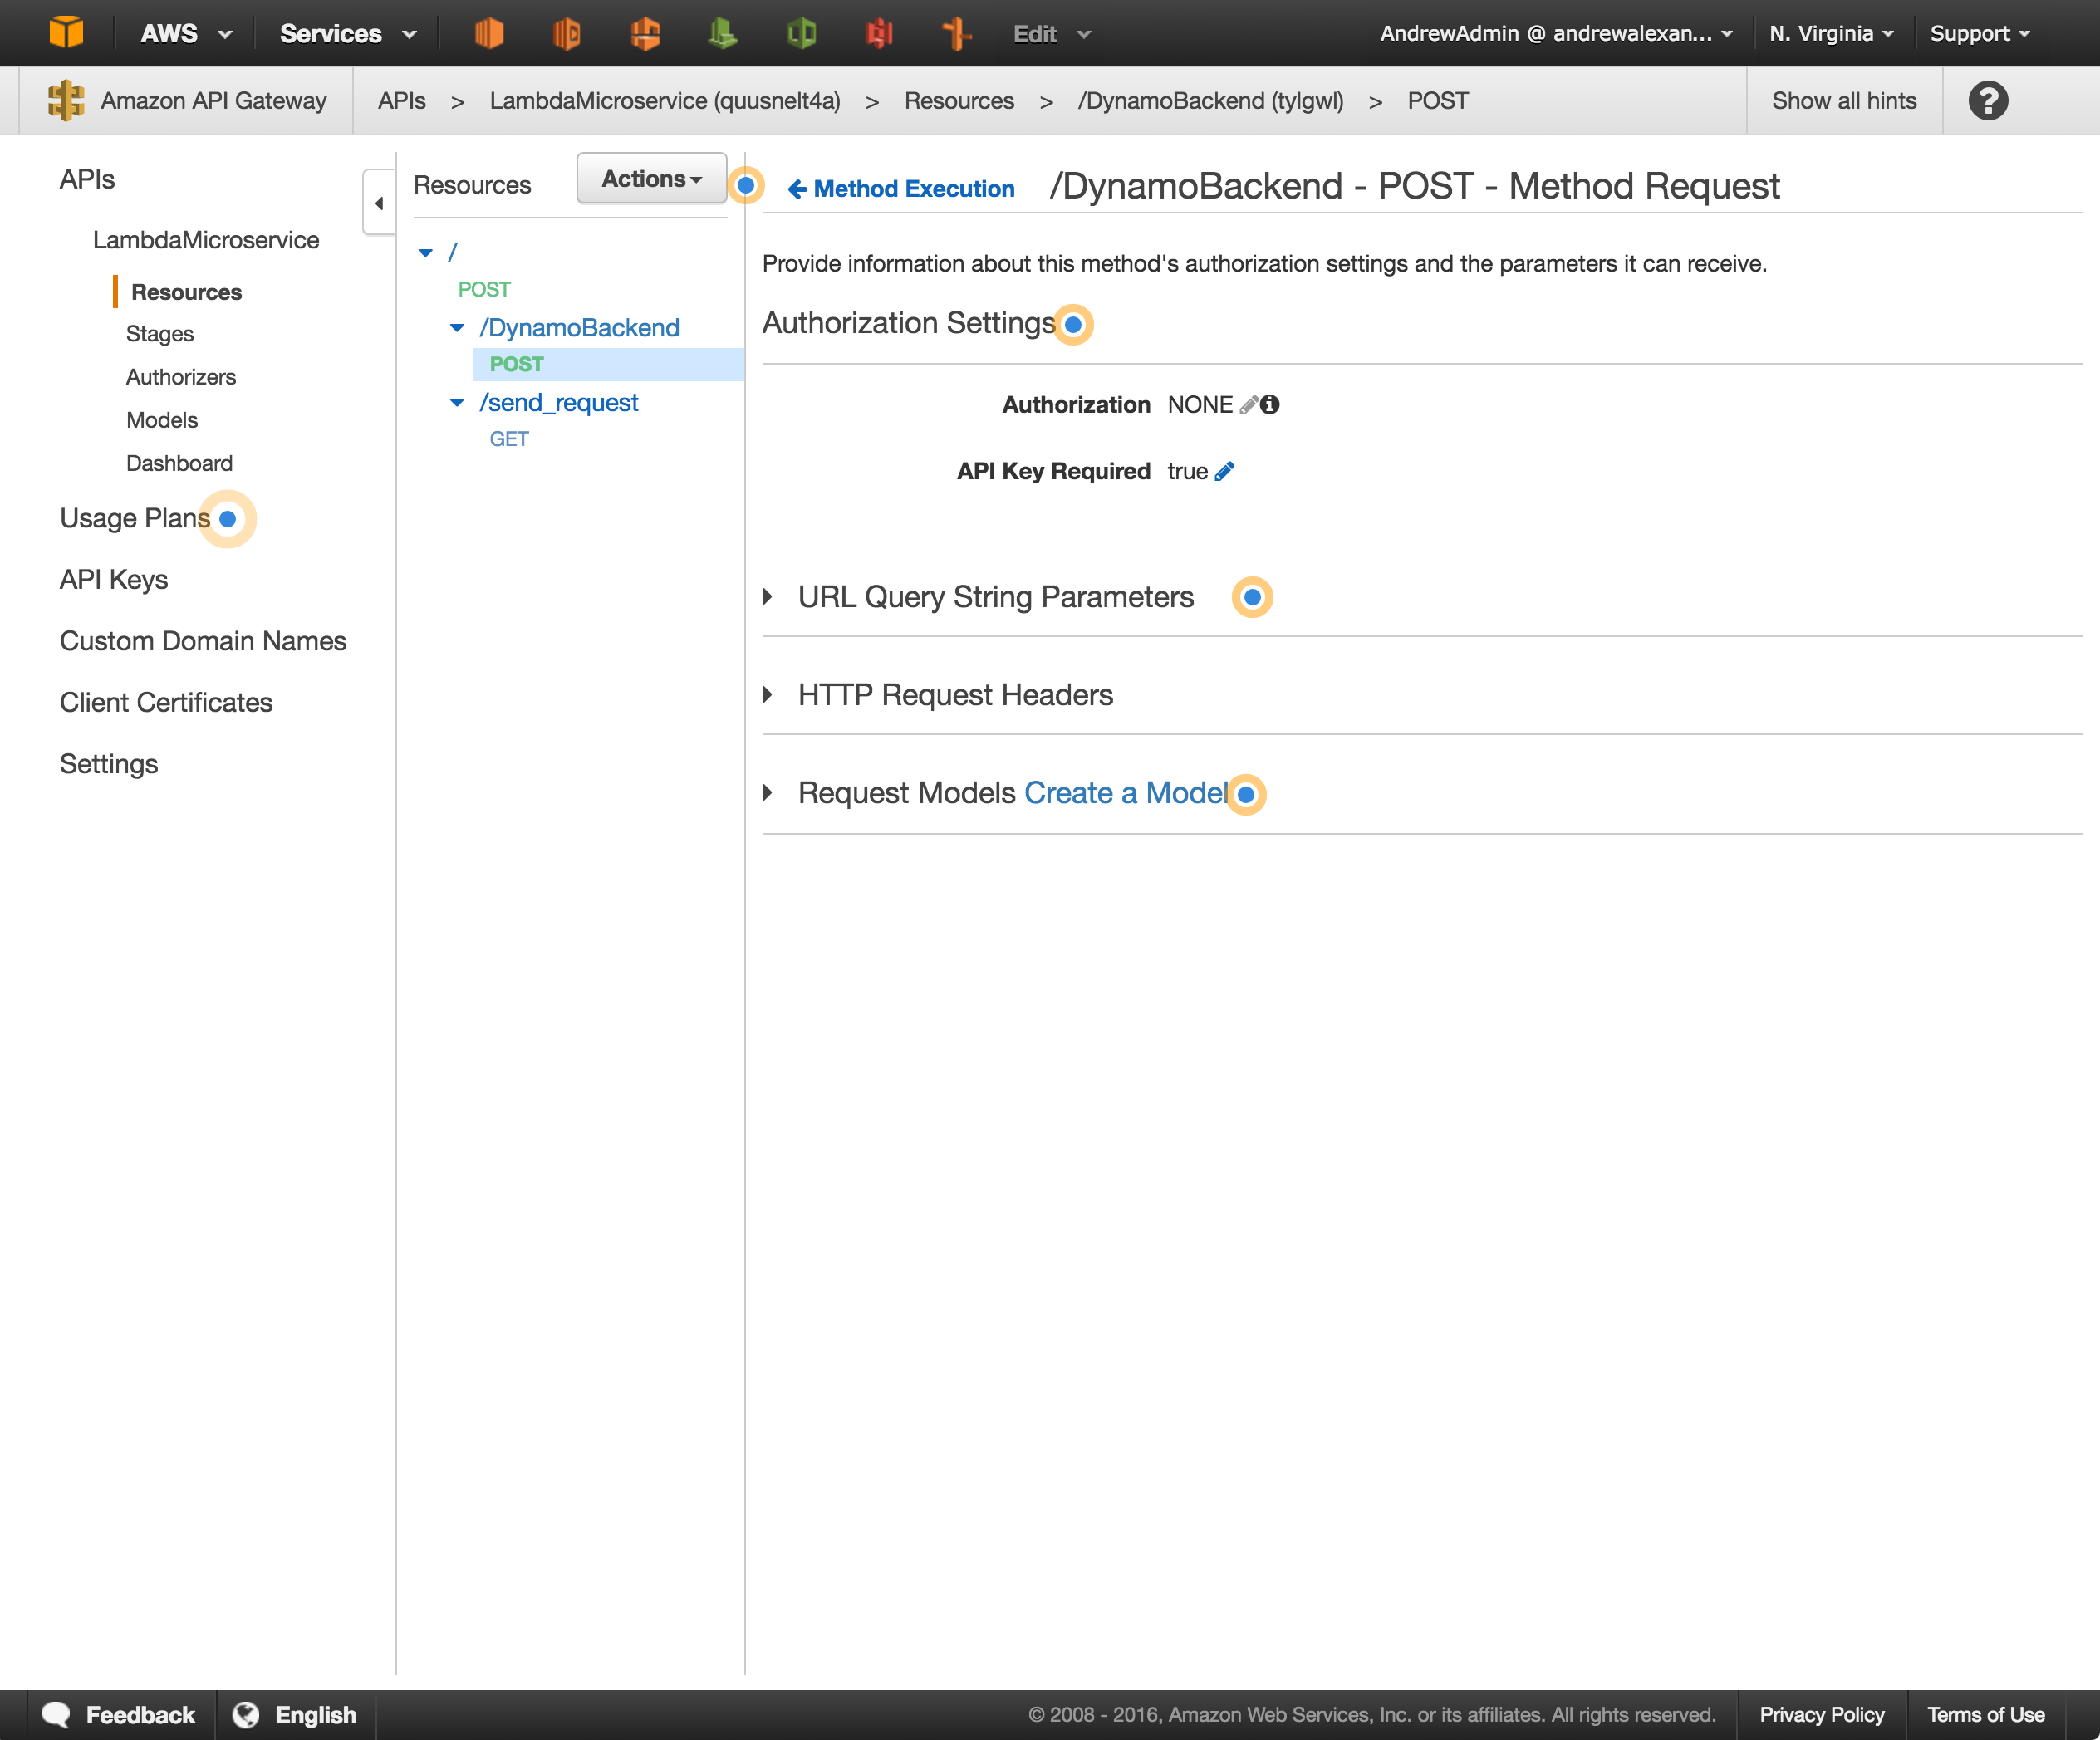 AWS Services Edit AndrewAdmin @ andrewalexan... N. Virginia Support
Amazon API Gateway APIs > LambdaMicroservice (quusnelt4a) > Resources > /DynamoBackend (tylgwl) > POST Show all hints ?
APIs
LambdaMicroservice
Resources
Stages
Authorizers
Models
Dashboard
Usage Plans
API Keys
Custom Domain Names
Client Certificates
Settings
Resources Actions
/
POST
/DynamoBackend
POST
/send_request
GET
Method Execution /DynamoBackend - POST - Method Request
Provide information about this method's authorization settings and the parameters it can receive.
Authorization Settings
Authorization NONE
API Key Required true
URL Query String Parameters
HTTP Request Headers
Request Models Create a Model
Feedback English © 2008 - 2016, Amazon Web Services, Inc. or its affiliates. All rights reserved. Privacy Policy Terms of Use